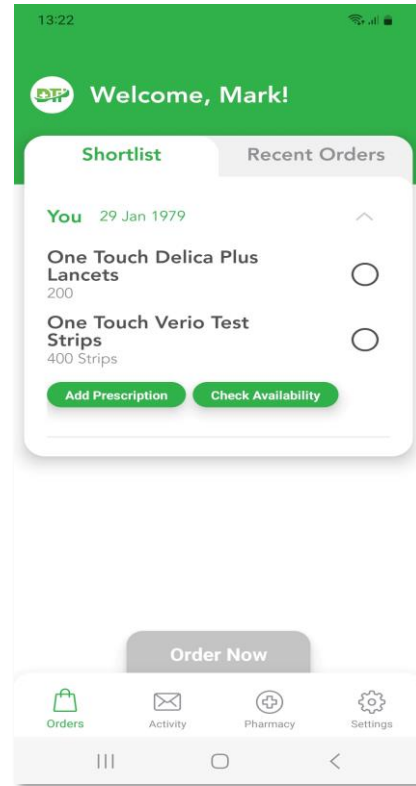 13:22
DTP
Welcome, Mark!
Shortlist
Recent Orders
You 29 Jan 1979
One Touch Delica Plus
Lancets
200
One Touch Verio Test
Strips
400 Strips
Add Prescription
Check Availability
Order Now
Orders
Activity
Pharmacy
Settings